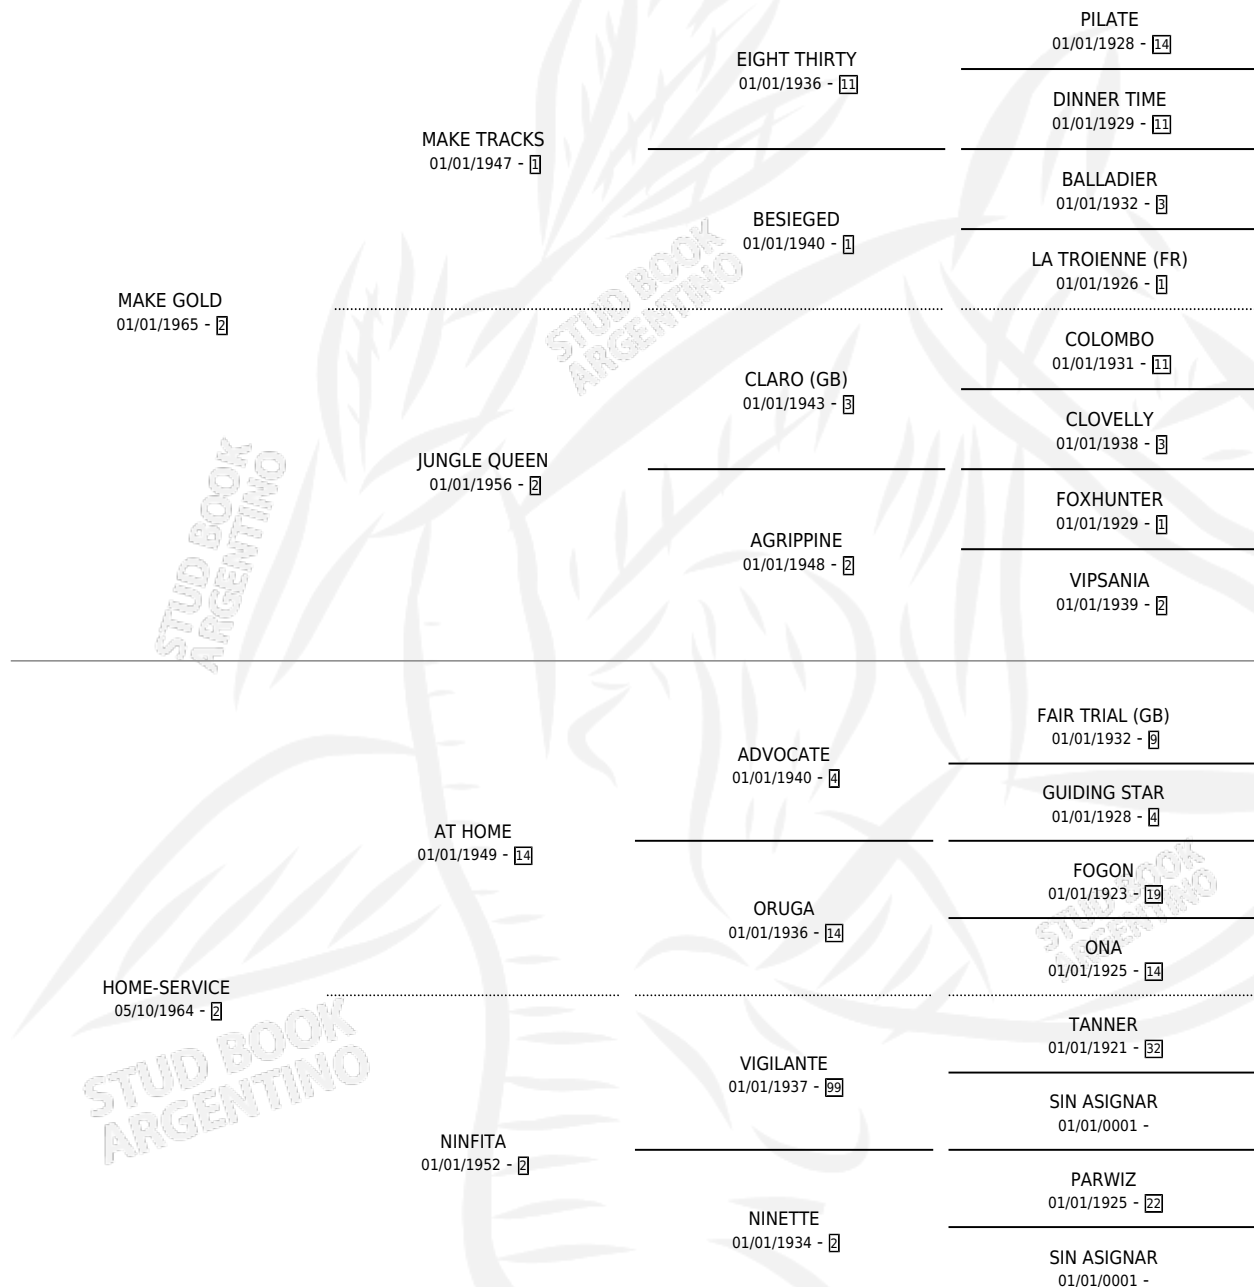 PILATE
01/01/1928 - 14
EIGHT THIRTY
01/01/1936 - 11
DINNER TIME
01/01/1929 - 11
MAKE TRACKS
01/01/1947 - 1
BALLADIER
01/01/1932 - 3
BESIEGED
01/01/1940 - 1
LA TROIENNE (FR)
01/01/1926 - 1
MAKE GOLD
01/01/1965 - 2
COLOMBO
01/01/1931 - 11
CLARO (GB)
01/01/1943 - 3
CLOVELLY
01/01/1938 - 3
JUNGLE QUEEN
01/01/1956 - 2
FOXHUNTER
01/01/1929 - 1
AGRIPPINE
01/01/1948 - 2
VIPSANIA
01/01/1939 - 2
FAIR TRIAL (GB)
01/01/1932 - 9
ADVOCATE
01/01/1940 - 4
GUIDING STAR
01/01/1928 - 4
AT HOME
01/01/1949 - 14
FOGON
01/01/1923 - 19
ORUGA
01/01/1936 - 14
ONA
01/01/1925 - 14
HOME-SERVICE
05/10/1964 - 2
TANNER
01/01/1921 - 32
VIGILANTE
01/01/1937 - 99
SIN ASIGNAR
01/01/0001 -
NINFITA
01/01/1952 - 2
PARWIZ
01/01/1925 - 22
NINETTE
01/01/1934 - 2
SIN ASIGNAR
01/01/0001 -
STUD BOOK
ARGENTINO
STUD BOOK
ARGENTINO
STUD BOOK
ARGENTINO
STUD BOOK
ARGENTINO